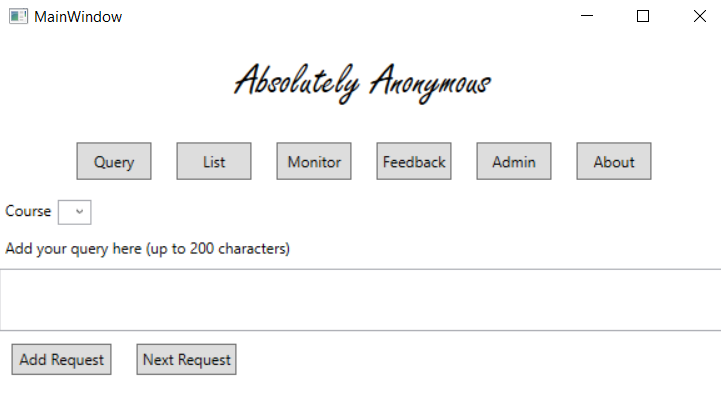 MainWindow
Absolutely Anonymous
Query List Monitor Feedback Admin About
Course
Add your query here (up to 200 characters)
Add Request Next Request